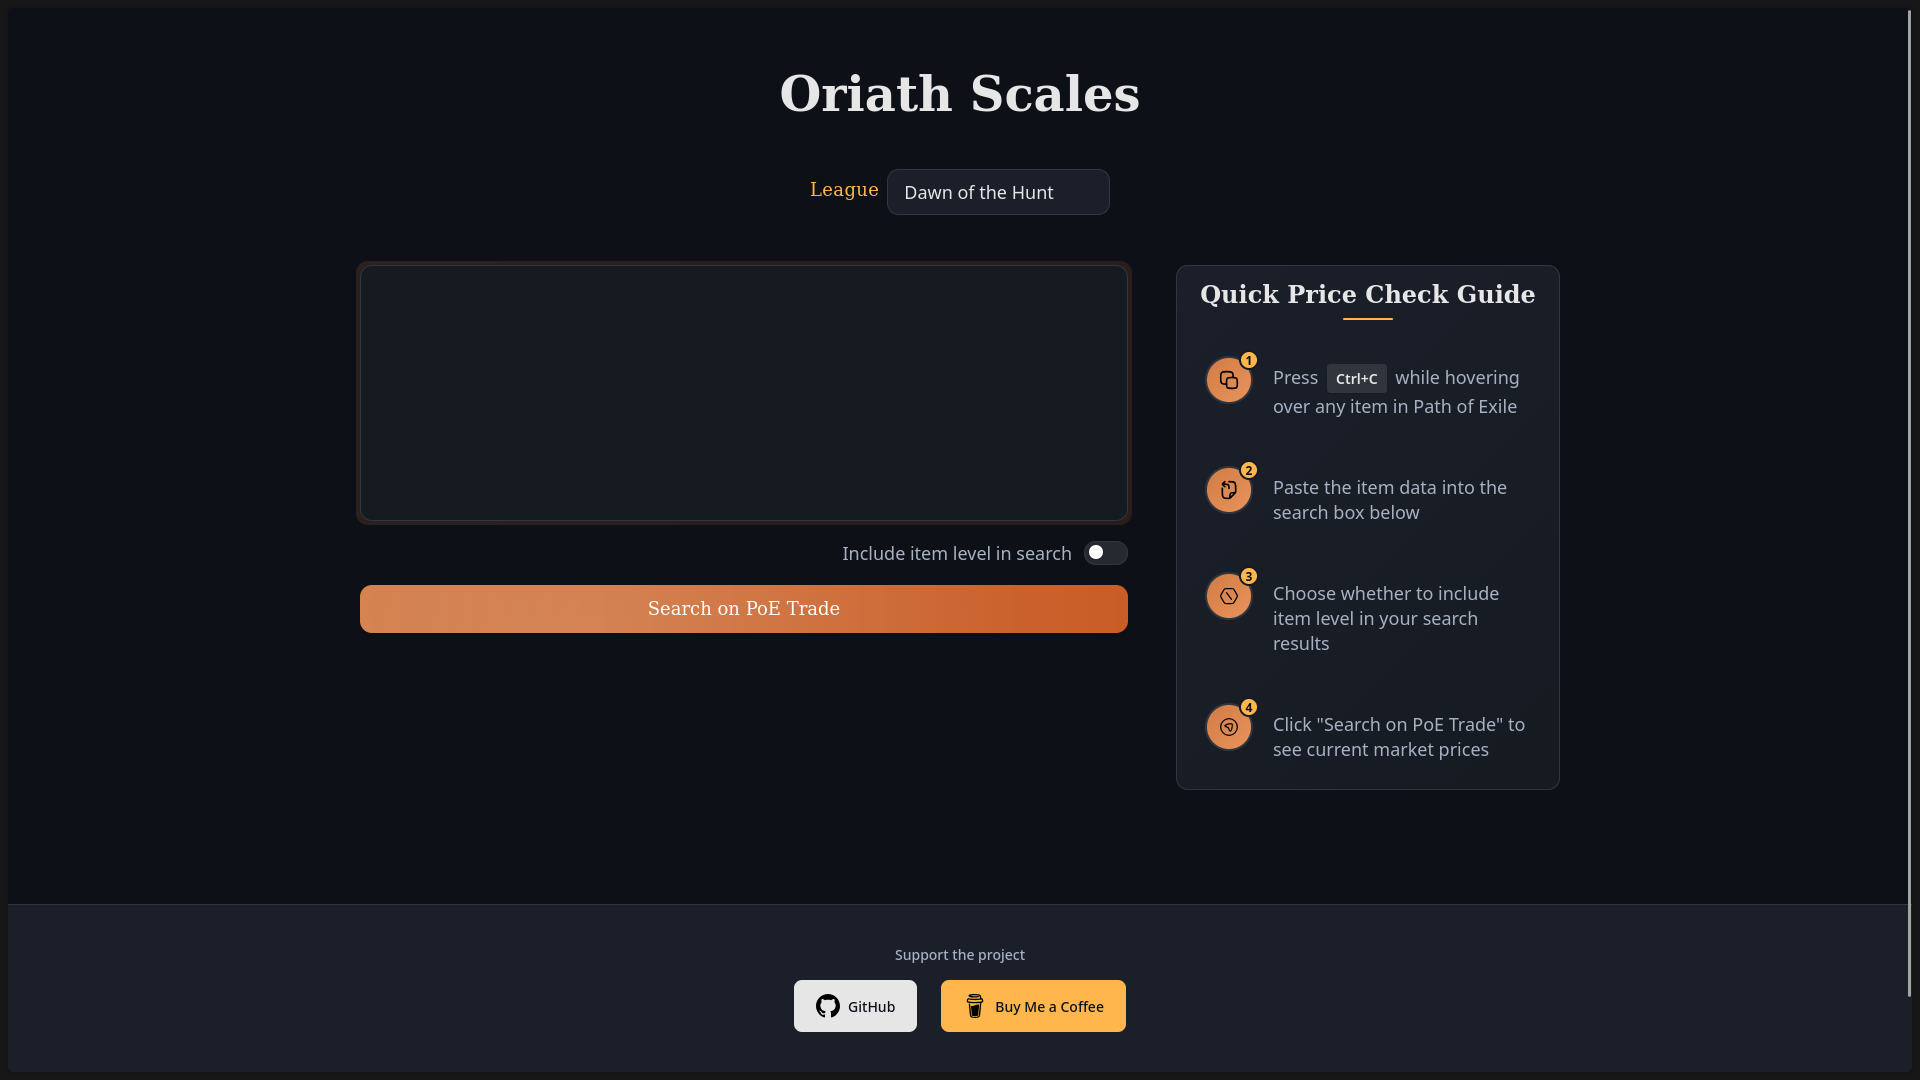 Oriath Scales
League
Dawn of the Hunt
Include item level in search
Search on PoE Trade
Quick Price Check Guide
1
Press Ctrl+C while hovering
over any item in Path of Exile
2
Paste the item data into the
search box below
3
Choose whether to include
item level in your search
results
4
Click "Search on PoE Trade" to
see current market prices
Support the project
GitHub
Buy Me a Coffee